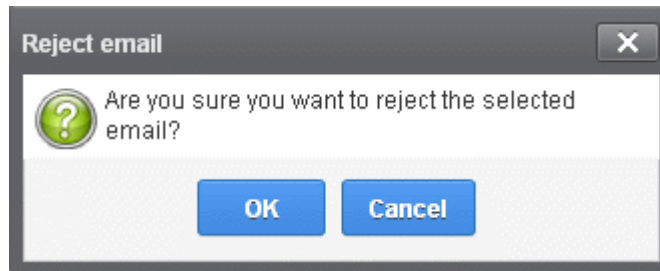 Reject email
Are you sure you want to reject the selected
email?
OK
Cancel